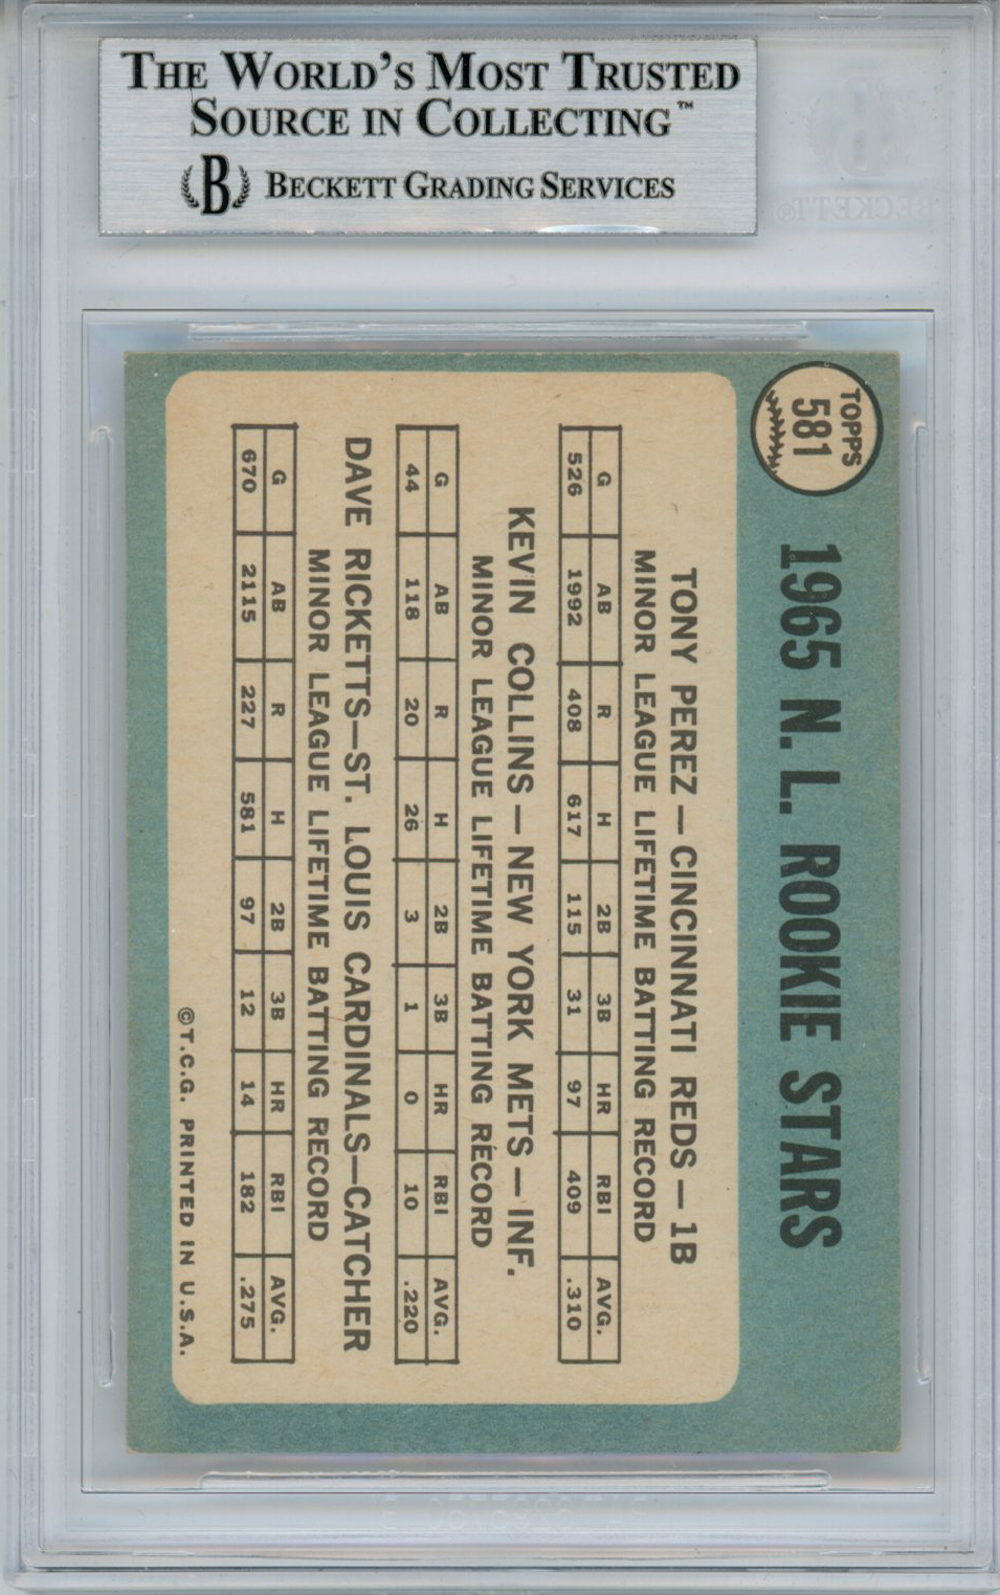 THE WORLD'S MOST TRUSTED
SOURCE IN COLLECTING™
B BECKETT GRADING SERVICES
BECKETT®
TOPPS
581
1965 N. L. ROOKIE STARS
TONY PEREZ — CINCINNATI REDS — 1B
MINOR LEAGUE LIFETIME BATTING RECORD
G AB R H 2B 3B HR RBI AVG.
526 1992 408 617 115 31 97 409 .310
KEVIN COLLINS — NEW YORK METS — INF.
MINOR LEAGUE LIFETIME BATTING RECORD
G AB R H 2B 3B HR RBI AVG.
44 118 20 26 3 1 0 10 .220
DAVE RICKETTS—ST. LOUIS CARDINALS—CATCHER
MINOR LEAGUE LIFETIME BATTING RECORD
G AB R H 2B 3B HR RBI AVG.
670 2115 227 581 97 12 14 182 .275
©T.C.G. PRINTED IN U.S.A.